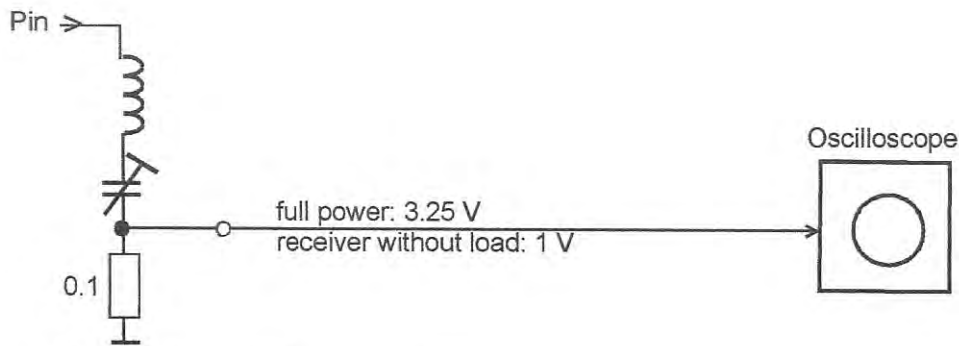 Pin
Oscilloscope
full power: 3.25 V
receiver without load: 1 V
0.1